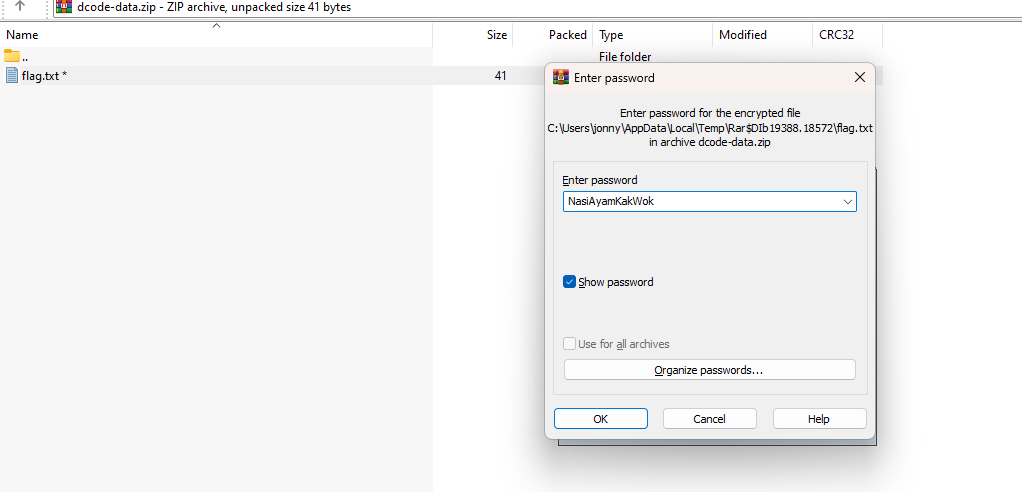 dcode-data.zip - ZIP archive, unpacked size 41 bytes
Name Size Packed Type Modified CRC32
.. File folder
flag.txt * 41
Enter password
Enter password for the encrypted file
C:\Users\jonny\AppData\Local\Temp\Rar$DIb19388.18572\flag.txt
in archive dcode-data.zip
Enter password
NasiAyamKakWok
Show password
Use for all archives
Organize passwords...
OK Cancel Help